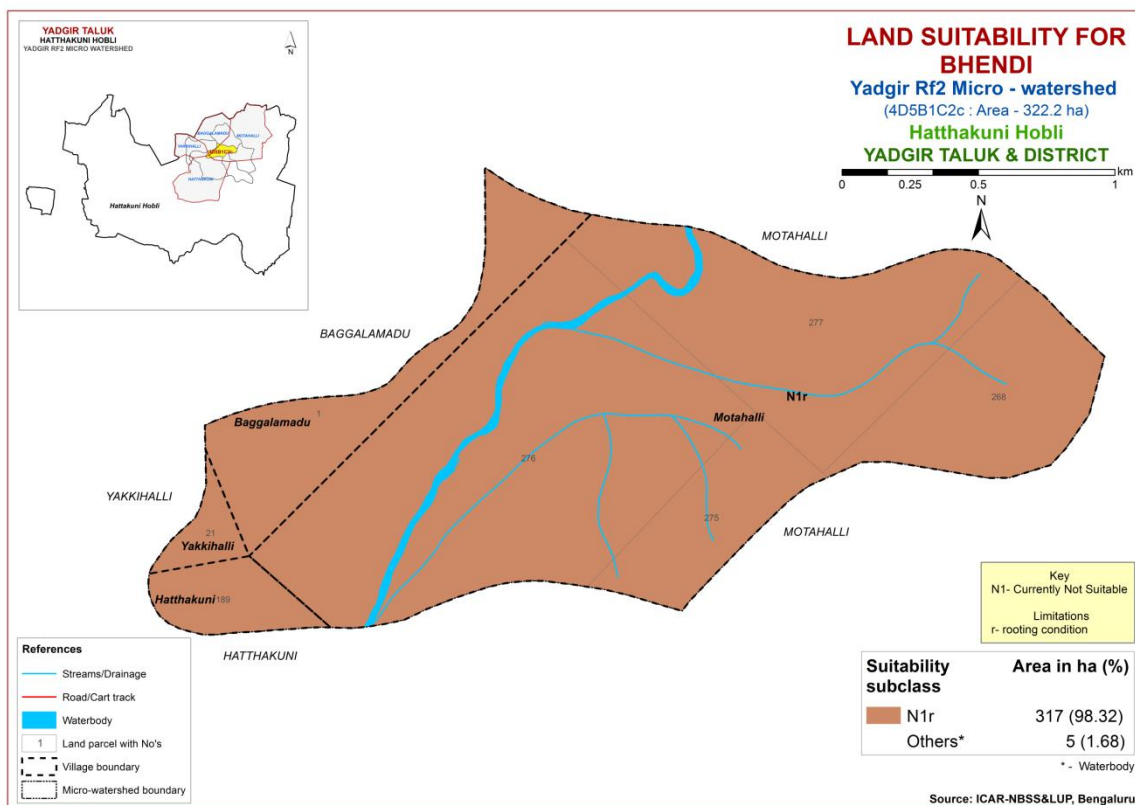 YADGIR TALUK
HATTHAKUNI HOBLI
YADGIR RF2 MICRO WATERSHED
N
BAGGALAMADU
MOTAHALLI
YAKKIHALLI
4D5B1C2c
HATTHAKUNI
Hattakuni Hobli
LAND SUITABILITY FOR
BHENDI
Yadgir Rf2 Micro - watershed
(4D5B1C2c : Area - 322.2 ha)
Hatthakuni Hobli
YADGIR TALUK & DISTRICT
km
0 0.25 0.5 1
N
MOTAHALLI
277
BAGGALAMADU
N1r
268
1
Motahalli
Baggalamadu
276
YAKKIHALLI
275
21
MOTAHALLI
Yakkihalli
Hatthakuni 189
HATTHAKUNI
Key
N1- Currently Not Suitable
Limitations
r- rooting condition
References
Streams/Drainage
Road/Cart track
Waterbody
1 Land parcel with No's
Village boundary
Micro-watershed boundary
Suitability Area in ha (%)
subclass
N1r 317 (98.32)
Others* 5 (1.68)
* - Waterbody
Source: ICAR-NBSS&LUP, Bengaluru